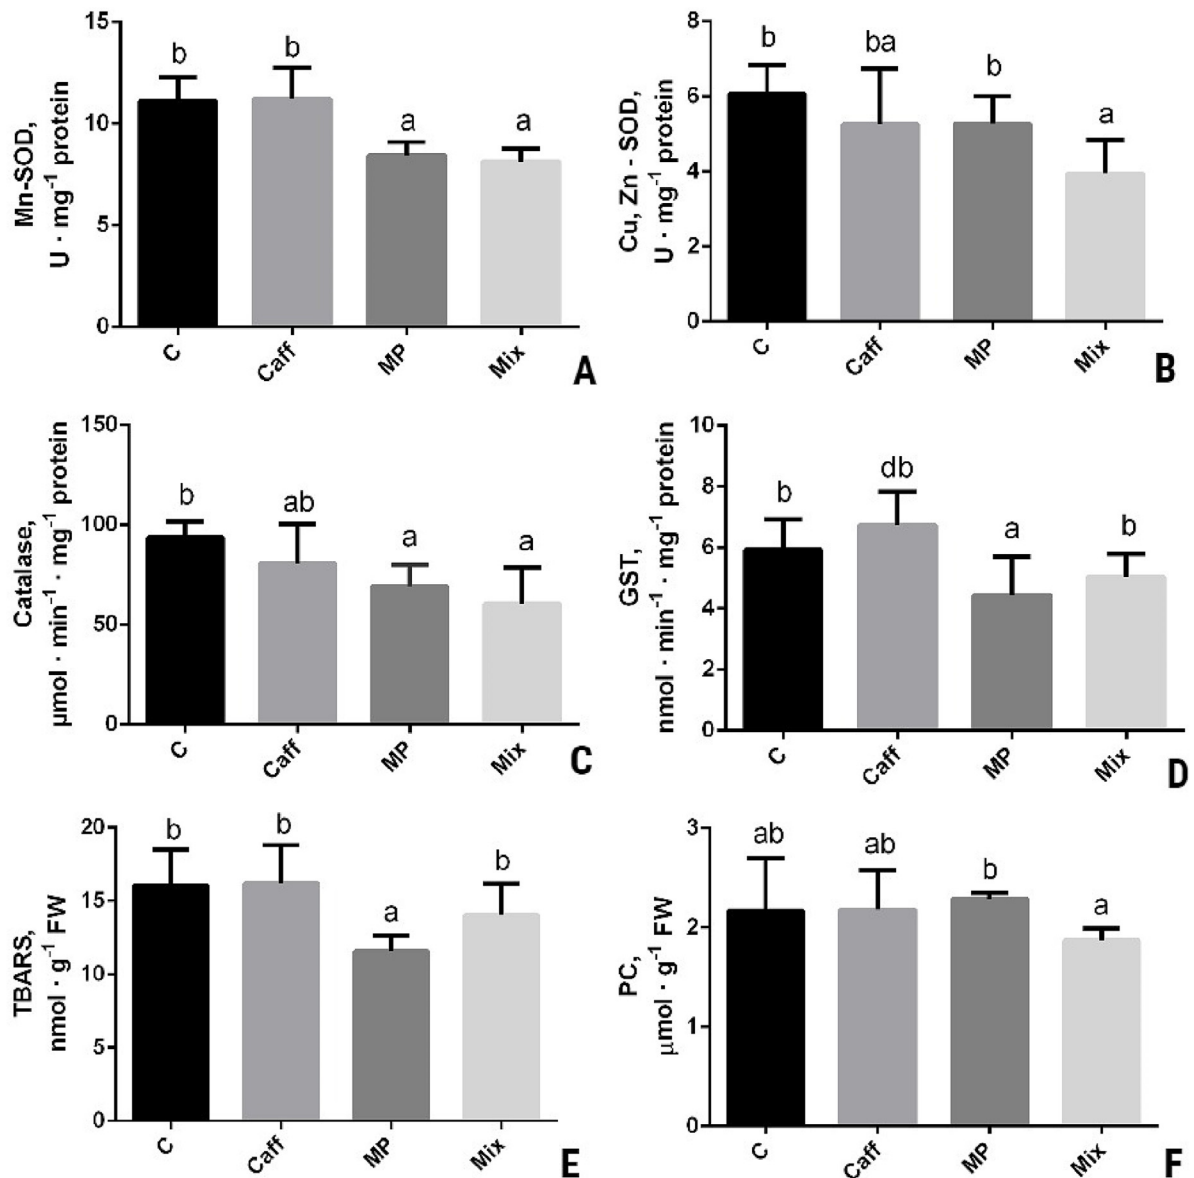 Mn-SOD,
U · mg⁻¹ protein
15
10
5
0
b
b
a
a
C
Caff
MP
Mix
A
Cu, Zn - SOD,
U · mg⁻¹ protein
8
6
4
2
0
b
ba
b
a
C
Caff
MP
Mix
B
Catalase,
µmol · min⁻¹ · mg⁻¹ protein
150
100
50
0
b
ab
a
a
C
Caff
MP
Mix
C
GST,
nmol · min⁻¹ · mg⁻¹ protein
10
8
6
4
2
0
b
db
a
b
C
Caff
MP
Mix
D
TBARS,
nmol · g⁻¹ FW
20
15
10
5
0
b
b
a
b
C
Caff
MP
Mix
E
PC,
µmol · g⁻¹ FW
3
2
1
0
ab
ab
b
a
C
Caff
MP
Mix
F